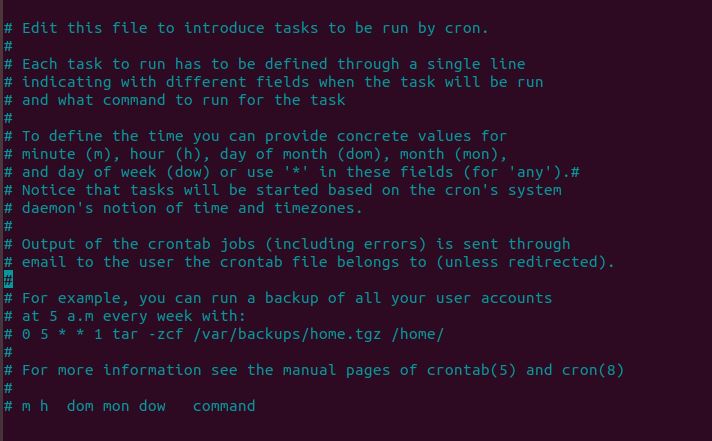 # Edit this file to introduce tasks to be run by cron.
#
# Each task to run has to be defined through a single line
# indicating with different fields when the task will be run
# and what command to run for the task
#
# To define the time you can provide concrete values for
# minute (m), hour (h), day of month (dom), month (mon),
# and day of week (dow) or use '*' in these fields (for 'any').#
# Notice that tasks will be started based on the cron's system
# daemon's notion of time and timezones.
#
# Output of the crontab jobs (including errors) is sent through
# email to the user the crontab file belongs to (unless redirected).
#
# For example, you can run a backup of all your user accounts
# at 5 a.m every week with:
# 0 5 * * 1 tar -zcf /var/backups/home.tgz /home/
#
# For more information see the manual pages of crontab(5) and cron(8)
#
# m h  dom mon dow   command